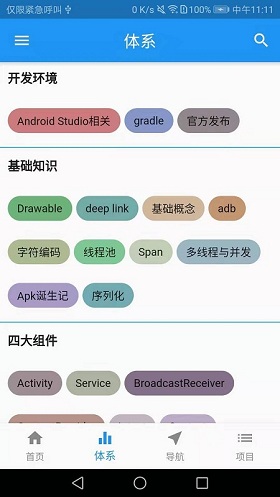 仅限紧急呼叫 0 K/s 100% 中午11:11
体系
开发环境
Android Studio相关 gradle 官方发布
基础知识
Drawable deep link 基础概念 adb
字符编码 线程池 Span 多线程与并发
Apk诞生记 序列化
四大组件
Activity Service BroadcastReceiver
首页 体系 导航 项目